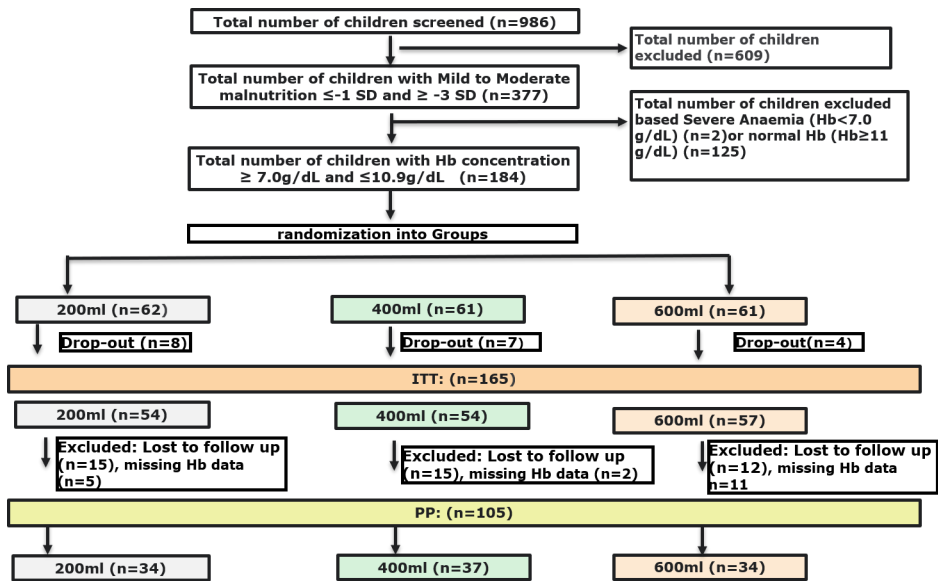 Total number of children screened (n=986)
Total number of children
excluded (n=609)
Total number of children with Mild to Moderate
malnutrition ≤-1 SD and ≥ -3 SD (n=377)
Total number of children excluded
based Severe Anaemia (Hb<7.0
g/dL) (n=2)or normal Hb (Hb≥11
g/dL) (n=125)
Total number of children with Hb concentration
≥ 7.0g/dL and ≤10.9g/dL (n=184)
randomization into Groups
200ml (n=62)
400ml (n=61)
600ml (n=61)
Drop-out (n=8)
Drop-out (n=7)
Drop-out(n=4)
ITT: (n=165)
200ml (n=54)
400ml (n=54)
600ml (n=57)
Excluded: Lost to follow up
(n=15), missing Hb data
(n=5)
Excluded: Lost to follow up
(n=15), missing Hb data (n=2)
Excluded: Lost to follow up
(n=12), missing Hb data
n=11
PP: (n=105)
200ml (n=34)
400ml (n=37)
600ml (n=34)